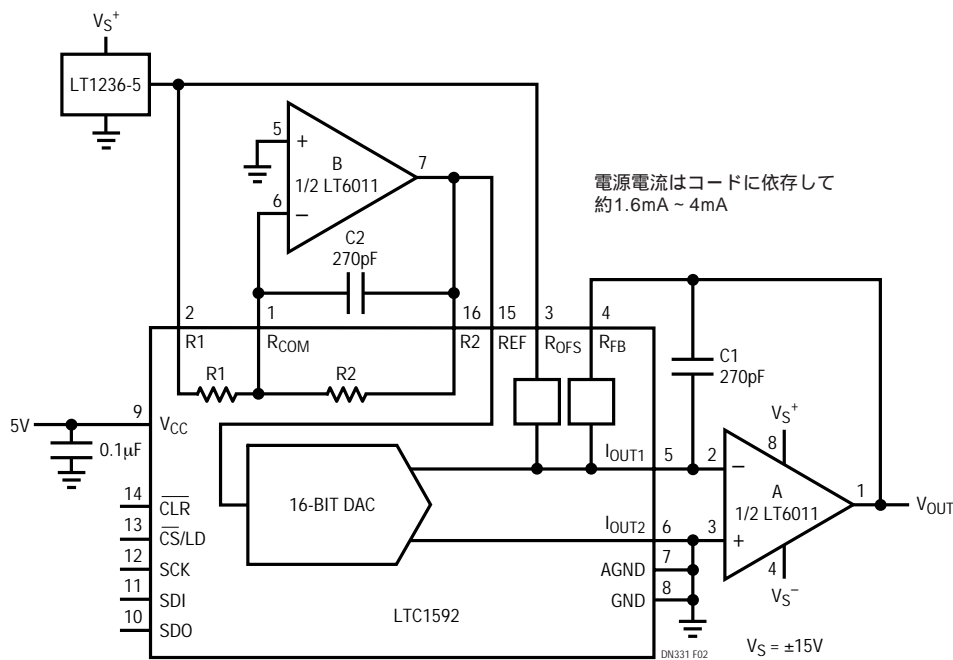 VS+
LT1236-5
5
+
B
1/2 LT6011
7
6
–
電源電流はコードに依存して
約1.6mA ~ 4mA
C2
270pF
2
1
16
15
3
4
R1
RCOM
R2
REF
ROFS
RFB
R1
R2
C1
270pF
5V
9
VCC
0.1µF
VS+
8
IOUT1
5
2
–
A
1/2 LT6011
1
VOUT
16-BIT DAC
14
CLR
13
CS/LD
12
SCK
11
SDI
10
SDO
IOUT2
6
3
+
AGND
7
4
GND
8
VS–
LTC1592
DN331 F02
VS = ±15V